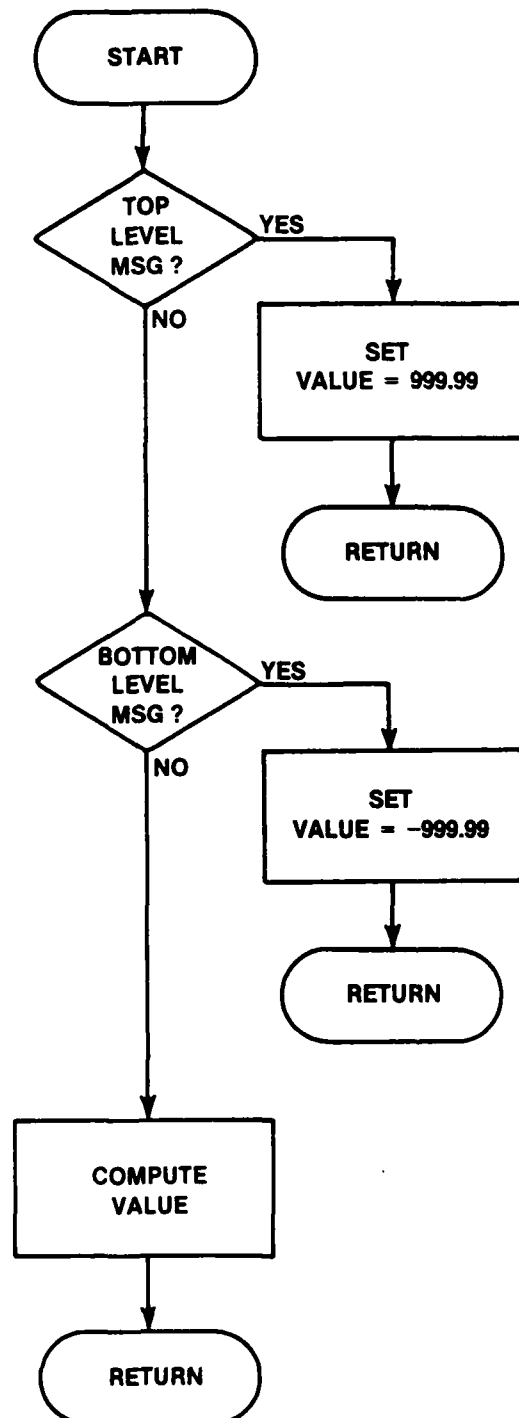 START
TOP
LEVEL
MSG ?
YES
NO
SET
VALUE = 999.99
RETURN
BOTTOM
LEVEL
MSG ?
YES
NO
SET
VALUE = −999.99
RETURN
COMPUTE
VALUE
RETURN